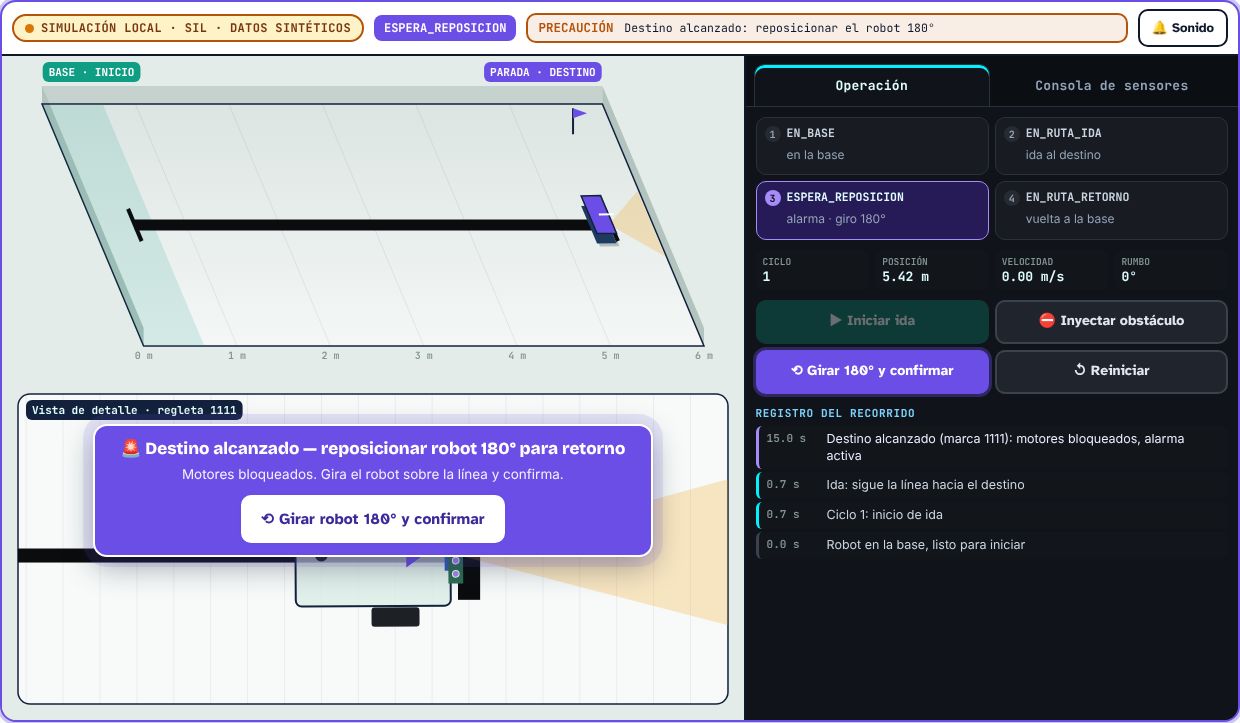 SIMULACIÓN LOCAL · SIL · DATOS SINTÉTICOS
ESPERA_REPOSICION
PRECAUCIÓN Destino alcanzado: reposicionar el robot 180°
🔔 Sonido
BASE · INICIO
PARADA · DESTINO
0 m 1 m 2 m 3 m 4 m 5 m 6 m
Vista de detalle · regleta 1111
🚨 Destino alcanzado — reposicionar robot 180° para retorno
Motores bloqueados. Gira el robot sobre la línea y confirma.
⟲ Girar robot 180° y confirmar
Operación
Consola de sensores
1 EN_BASE
en la base
2 EN_RUTA_IDA
ida al destino
3 ESPERA_REPOSICION
alarma · giro 180°
4 EN_RUTA_RETORNO
vuelta a la base
CICLO
1
POSICIÓN
5.42 m
VELOCIDAD
0.00 m/s
RUMBO
0°
▶ Iniciar ida
⛔ Inyectar obstáculo
⟲ Girar 180° y confirmar
↺ Reiniciar
REGISTRO DEL RECORRIDO
15.0 s Destino alcanzado (marca 1111): motores bloqueados, alarma
activa
0.7 s Ida: sigue la línea hacia el destino
0.7 s Ciclo 1: inicio de ida
0.0 s Robot en la base, listo para iniciar